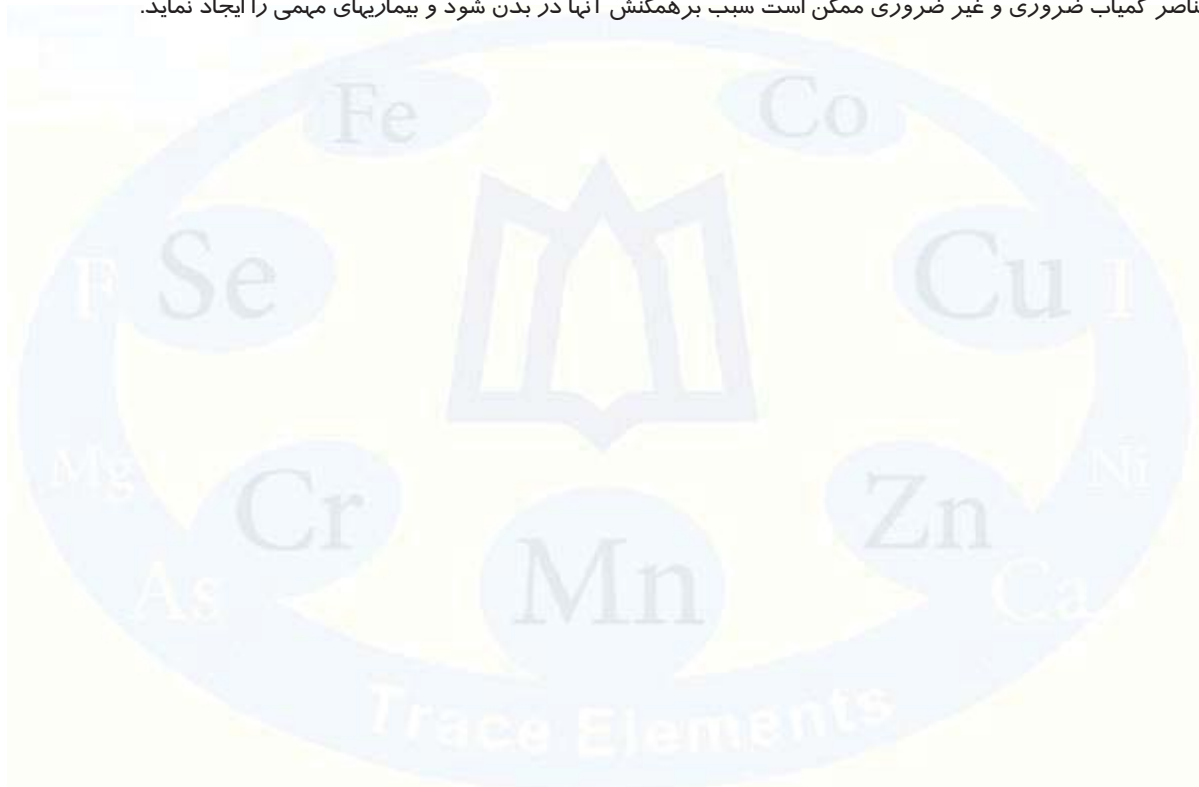 ناصر کمیاب ضروری و غیر ضروری ممکن است سبب برهمکنش آنها در بدن شود و بیماریهای مهمی را ایجاد نماید.
Fe Co
F Se Cu I
Mg Cr Zn Ni
As Mn Ca
Trace Elements